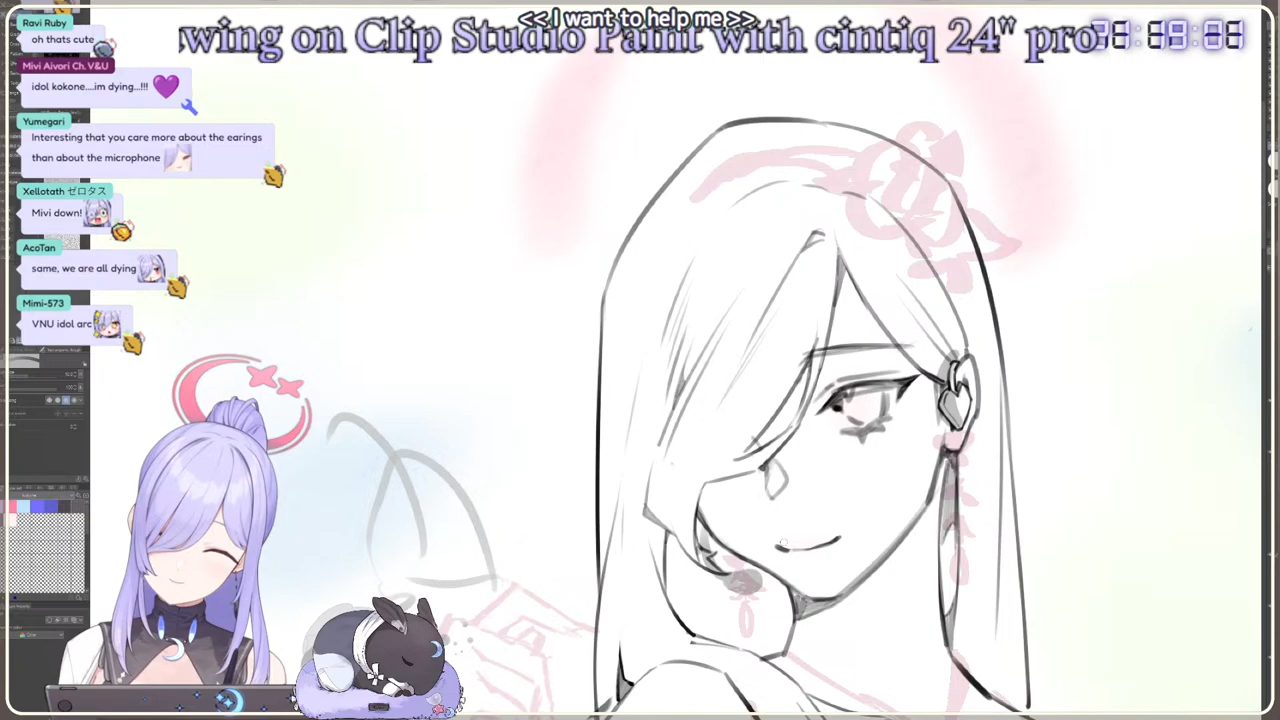 << I want to help me >>
wing on Clip Studio Paint with cintiq 24" pro
Ravi Ruby
oh thats cute
Mivi Aivori Ch. V&U
idol kokone....im dying...!!!
Yumegari
Interesting that you care more about the earings
than about the microphone
Xellotath ゼロタス
Mivi down!
AcoTan
same, we are all dying
Mimi-573
VNU idol arc